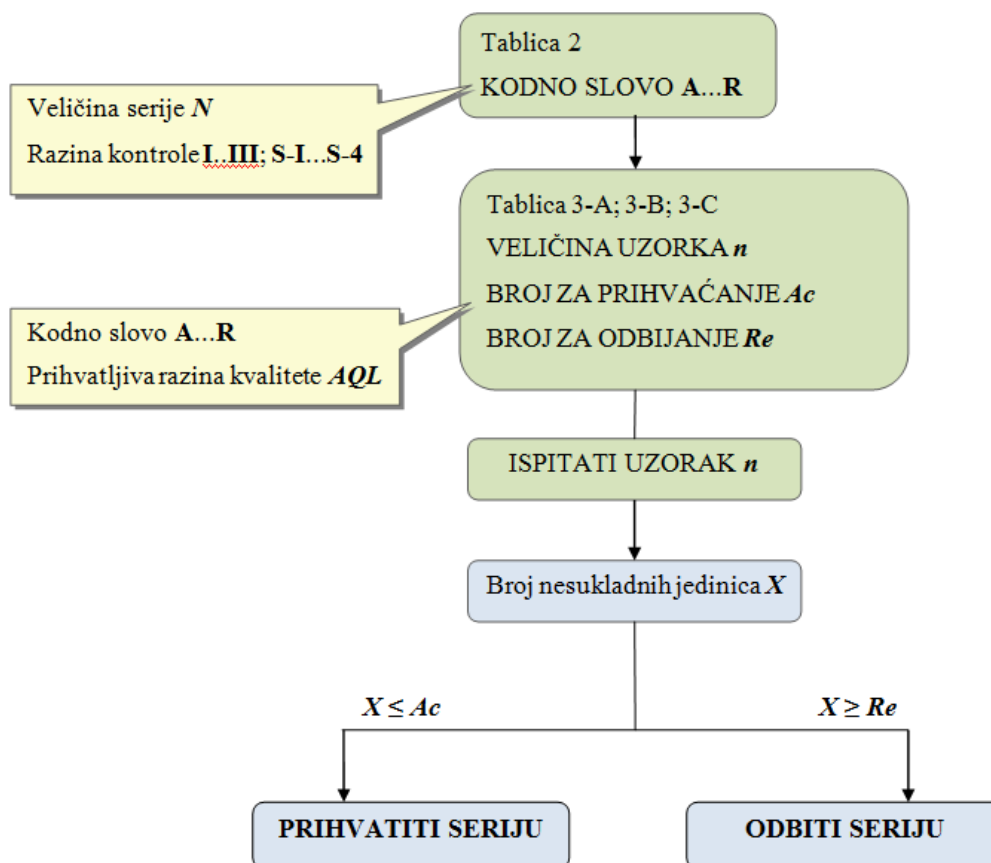 Tablica 2
KODNO SLOVO A...R
Veličina serije N
Razina kontrole I..III; S-I...S-4
Tablica 3-A; 3-B; 3-C
VELIČINA UZORKA n
BROJ ZA PRIHVAĆANJE Ac
BROJ ZA ODBIJANJE Re
Kodno slovo A...R
Prihvatljiva razina kvalitete AQL
ISPITATI UZORAK n
Broj nesukladnih jedinica X
X ≤ Ac
X ≥ Re
PRIHVATITI SERIJU
ODBITI SERIJU